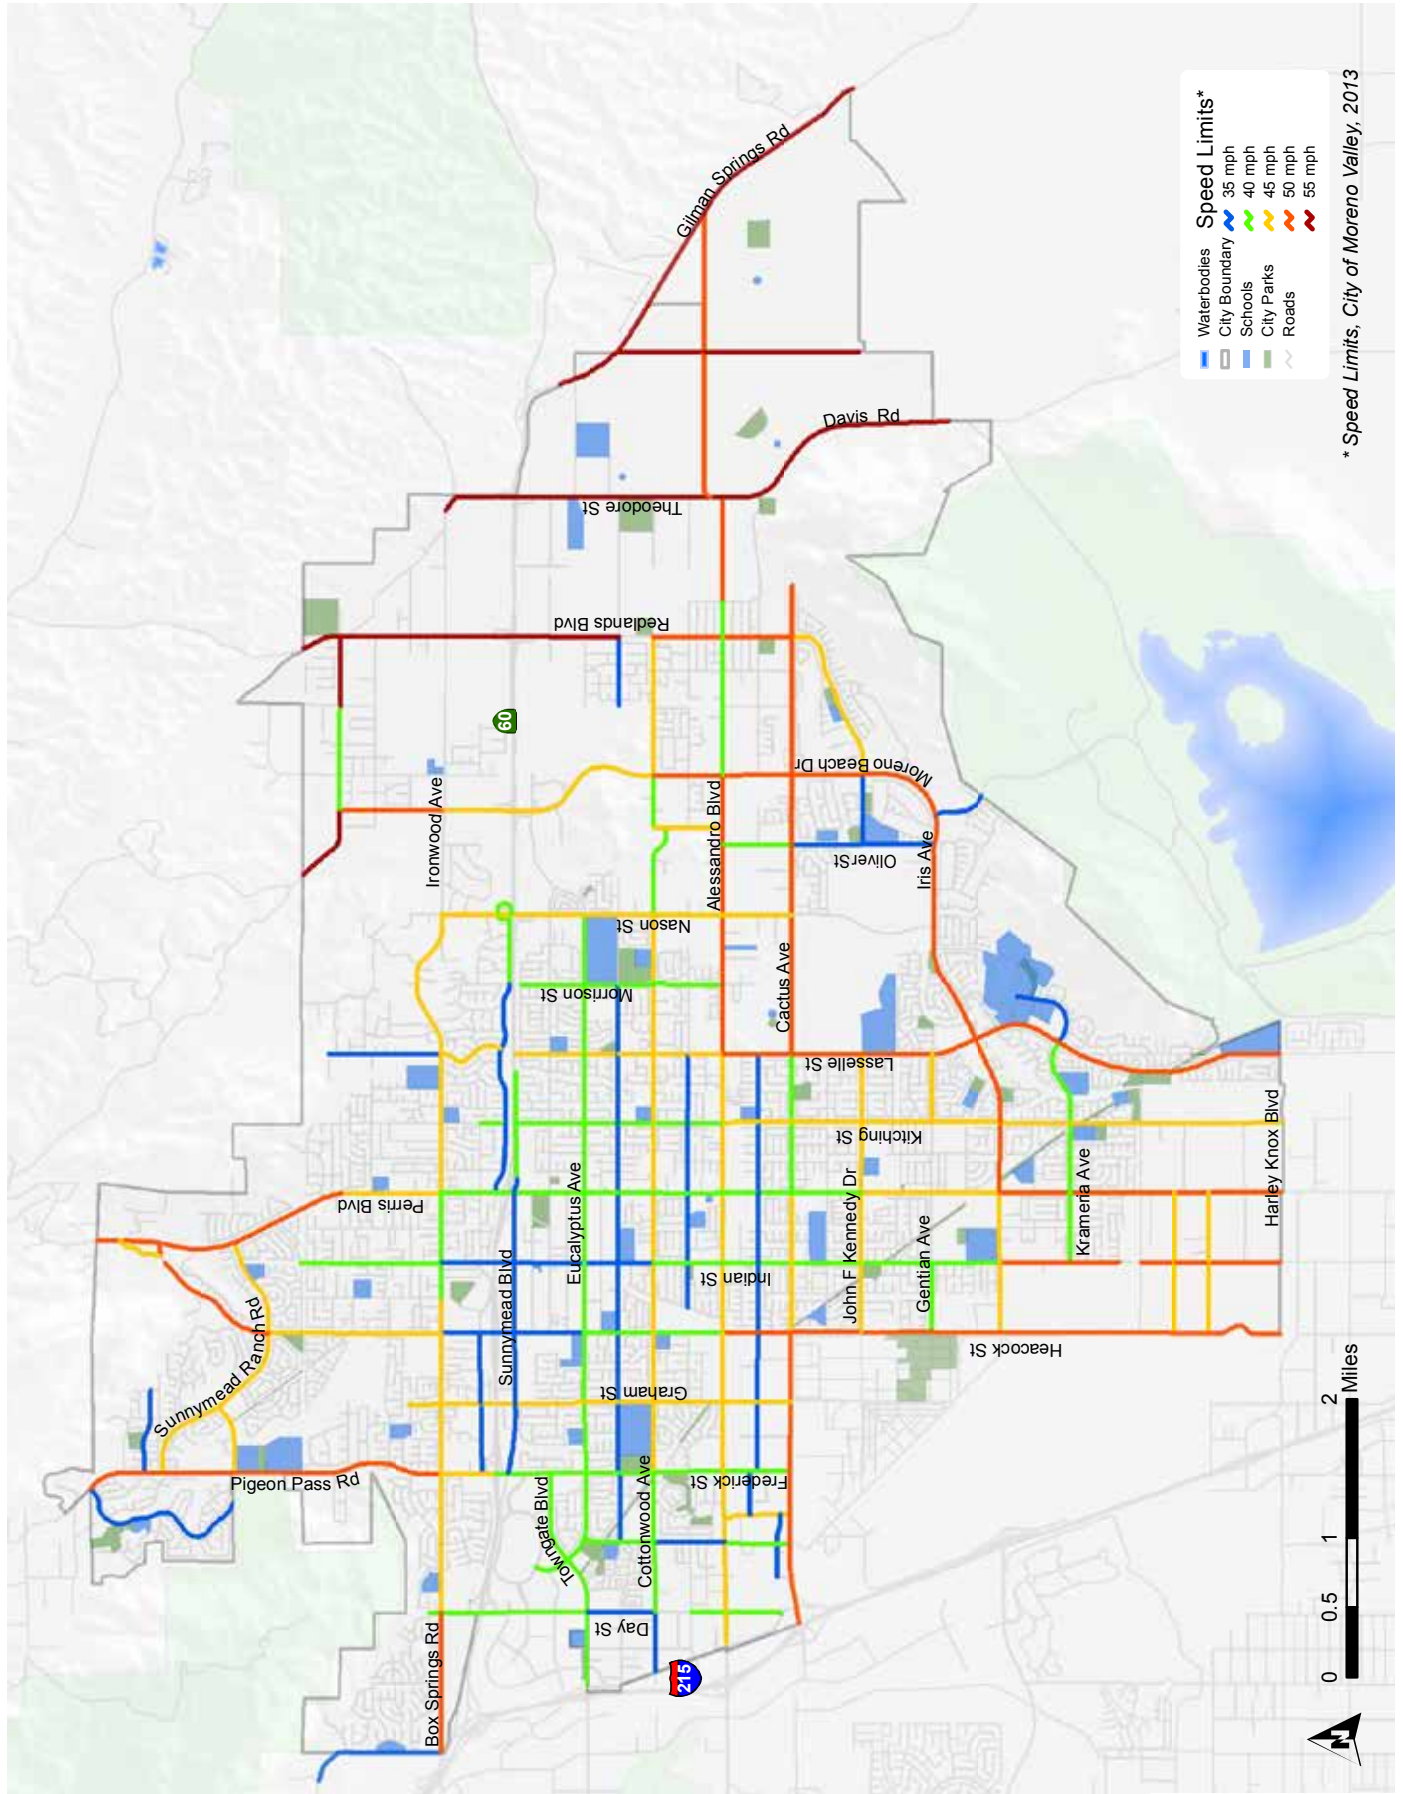 Gilman Springs Rd
Davis Rd
Theodore St
Redlands Blvd
60
Moreno Beach Dr
Ironwood Ave
Alessandro Blvd
Oliver St
Iris Ave
Nason St
Morrison St
Cactus Ave
Lasselle St
Kitching St
Perris Blvd
Eucalyptus Ave
John F Kennedy Dr
Krameria Ave
Harley Knox Blvd
Sunnymead Blvd
Indian St
Gentian Ave
Sunnymead Ranch Rd
Heacock St
Graham St
Pigeon Pass Rd
Towngate Blvd
Cottonwood Ave
Frederick St
Day St
Box Springs Rd
215
Waterbodies
City Boundary
Schools
City Parks
Roads
Speed Limits*
35 mph
40 mph
45 mph
50 mph
55 mph
* Speed Limits, City of Moreno Valley, 2013
0 0.5 1 2
Miles
N